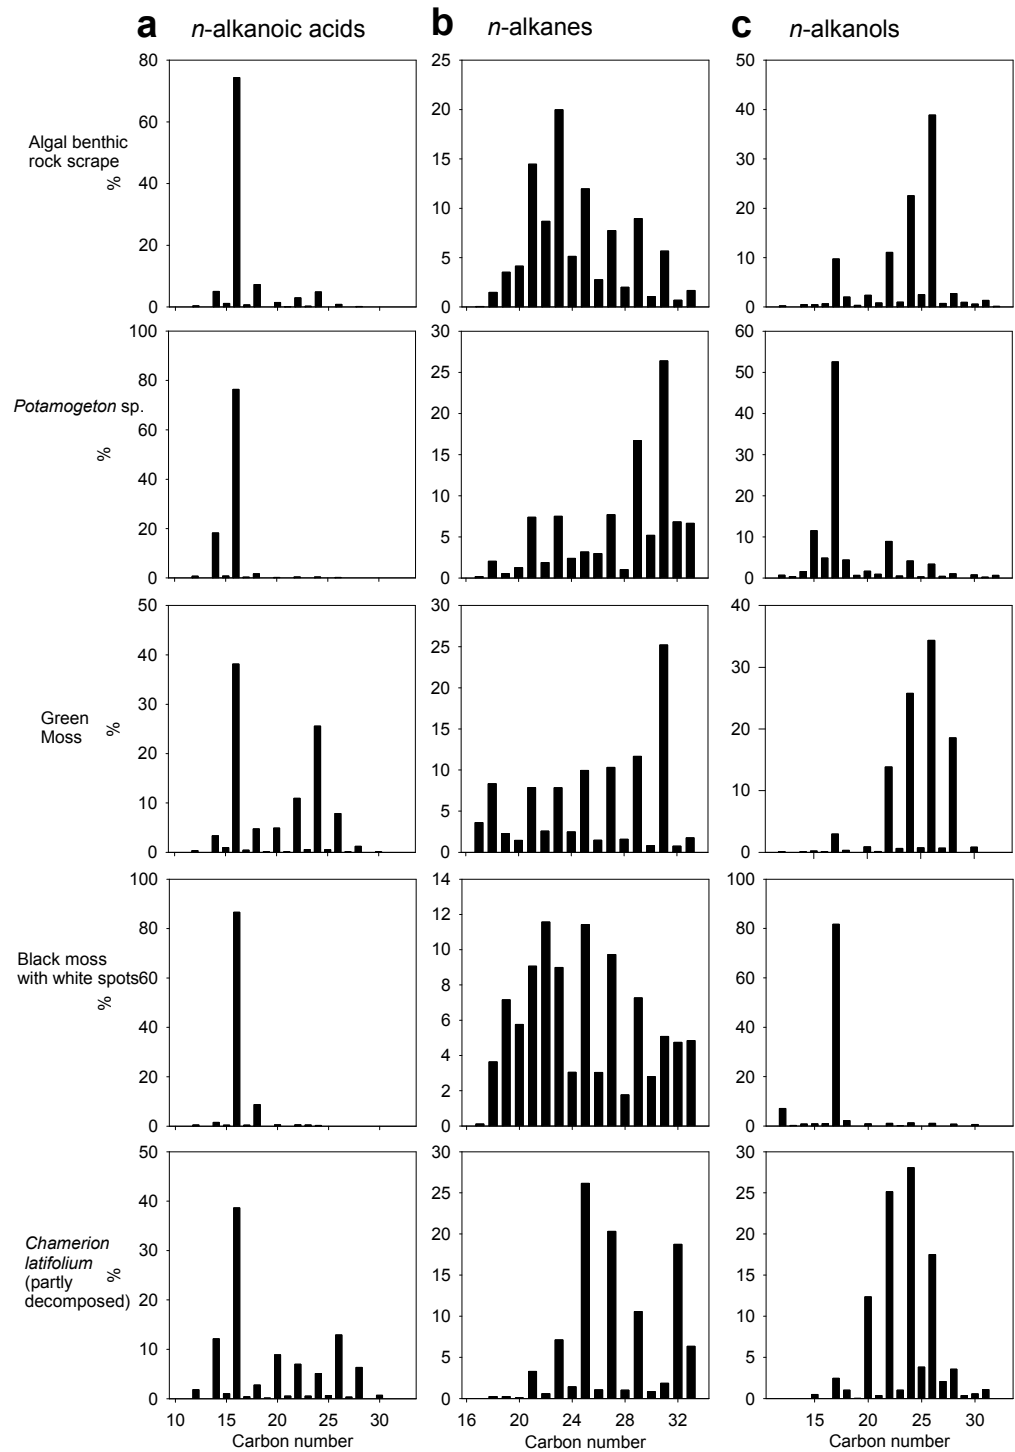 a n-alkanoic acids b n-alkanes c n-alkanols
80 25 50
60 20 40
40 15 30
20 10 20
0 5 10
0 0
Algal benthic
rock scrape
%
100 30 60
80 25 50
60 20 40
40 15 30
20 10 20
0 5 10
0 0
Potamogeton sp.
%
50 30 40
40 25 30
30 20 20
20 15 10
10 10 0
0 5
0
Green
Moss
%
100 14 100
80 12 80
60 10 60
40 8 40
20 6 20
0 4 0
2
0
Black moss
with white spots
%
50 30 30
40 25 25
30 20 20
20 15 15
10 10 10
0 5 5
0 0
Chamerion
latifolium
(partly
decomposed)
%
10 15 20 25 30 16 20 24 28 32 15 20 25 30
Carbon number Carbon number Carbon number